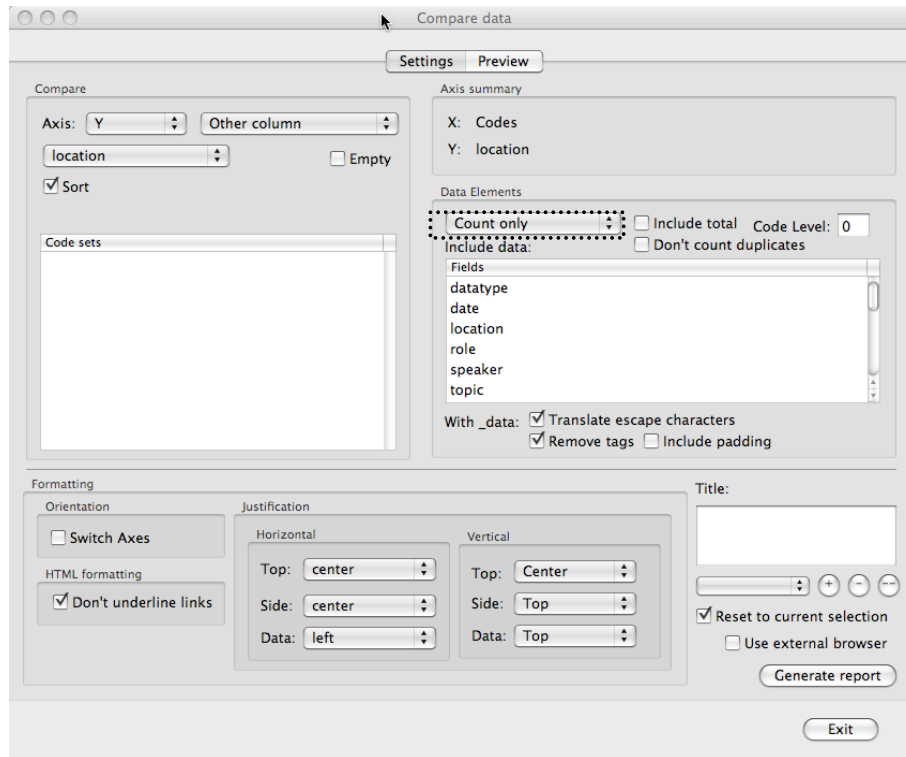 Compare data
Settings Preview
Compare
Axis: Y Other column
location Empty
Sort
Code sets
Axis summary
X: Codes
Y: location
Data Elements
Count only Include total Code Level: 0
Include data: Don't count duplicates
Fields
datatype
date
location
role
speaker
topic
With _data: Translate escape characters
Remove tags Include padding
Formatting
Orientation
Switch Axes
HTML formatting
Don't underline links
Justification
Horizontal
Top: center
Side: center
Data: left
Vertical
Top: Center
Side: Top
Data: Top
Title:
Reset to current selection
Use external browser
Generate report
Exit